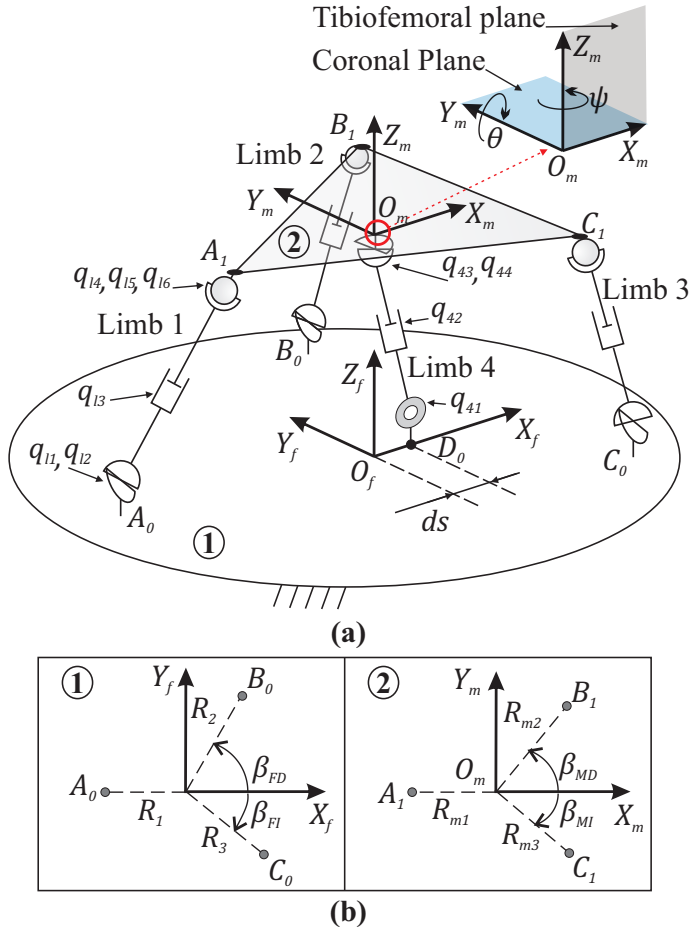 Tibiofemoral plane
Coronal Plane
Z_m
ψ
Y_m
θ
X_m
O_m
B_1
Z_m
Limb 2
Y_m
O_m
X_m
C_1
A_1
2
q_l4, q_l5, q_l6
q_43, q_44
Limb 3
Limb 1
q_42
B_0
Z_f
Limb 4
q_l3
q_41
Y_f
X_f
D_0
O_f
C_0
q_l1, q_l2
A_0
ds
1
(a)
1
Y_f
B_0
R_2
β_FD
A_0
R_1
β_FI
X_f
R_3
C_0
2
Y_m
B_1
R_m2
O_m
β_MD
A_1
R_m1
β_MI
X_m
R_m3
C_1
(b)